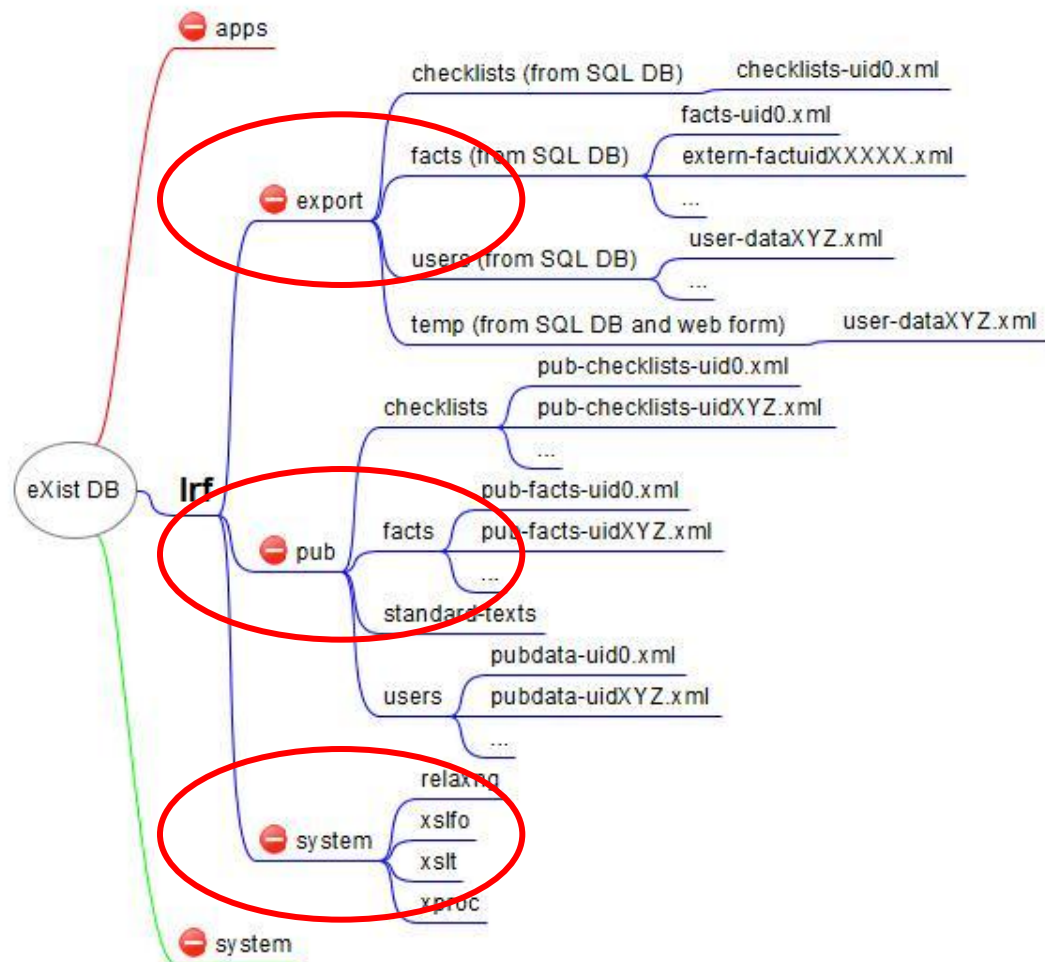 apps
checklists (from SQL DB)
checklists-uid0.xml
facts-uid0.xml
facts (from SQL DB)
extern-factuidXXXXX.xml
...
export
users (from SQL DB)
user-dataXYZ.xml
...
temp (from SQL DB and web form)
user-dataXYZ.xml
pub-checklists-uid0.xml
checklists
pub-checklists-uidXYZ.xml
...
eXist DB
lrf
pub-facts-uid0.xml
facts
pub-facts-uidXYZ.xml
...
pub
standard-texts
pubdata-uid0.xml
users
pubdata-uidXYZ.xml
...
relaxng
xslfo
system
xslt
xproc
system